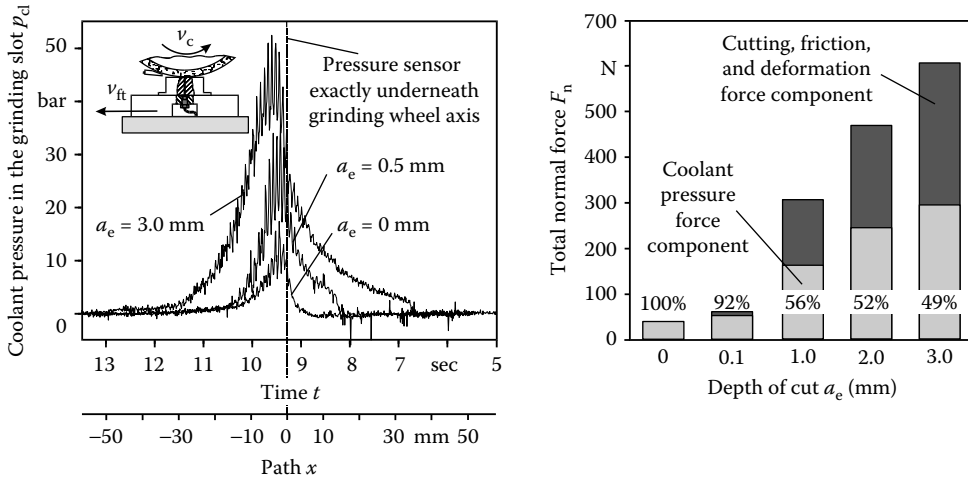 Coolant pressure in the grinding slot p_cl
50
bar
30
20
10
0
v_c
v_ft
Pressure sensor
exactly underneath
grinding wheel axis
a_e = 0.5 mm
a_e = 3.0 mm
a_e = 0 mm
13 12 11 10 9 8 7 sec 5
Time t
−50 −30 −10 0 10 30 mm 50
Path x
Total normal force F_n
700
N
500
400
300
200
100
0
Cutting, friction,
and deformation
force component
Coolant
pressure
force
component
100% 92% 56% 52% 49%
0 0.1 1.0 2.0 3.0
Depth of cut a_e (mm)